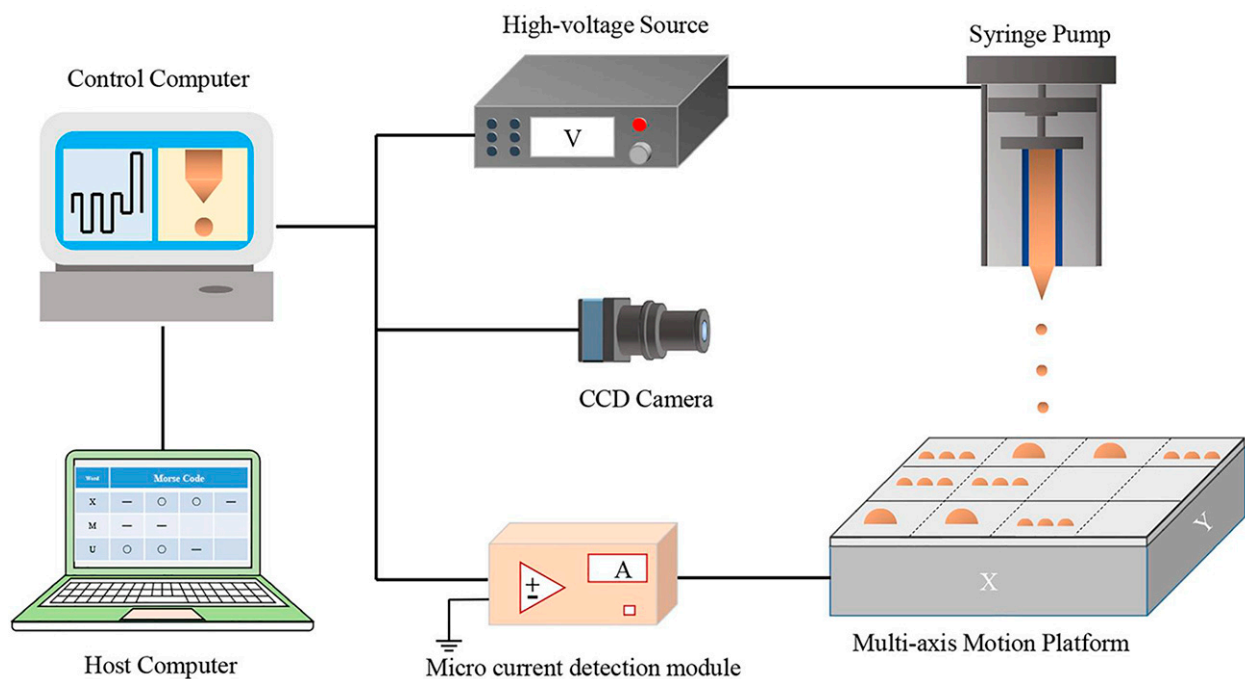 High-voltage Source
Syringe Pump
Control Computer
V
CCD Camera
Word Morse Code
X — ○ ○ —
M — —
U ○ ○ —
A
+
-
X
Y
Host Computer
Micro current detection module
Multi-axis Motion Platform